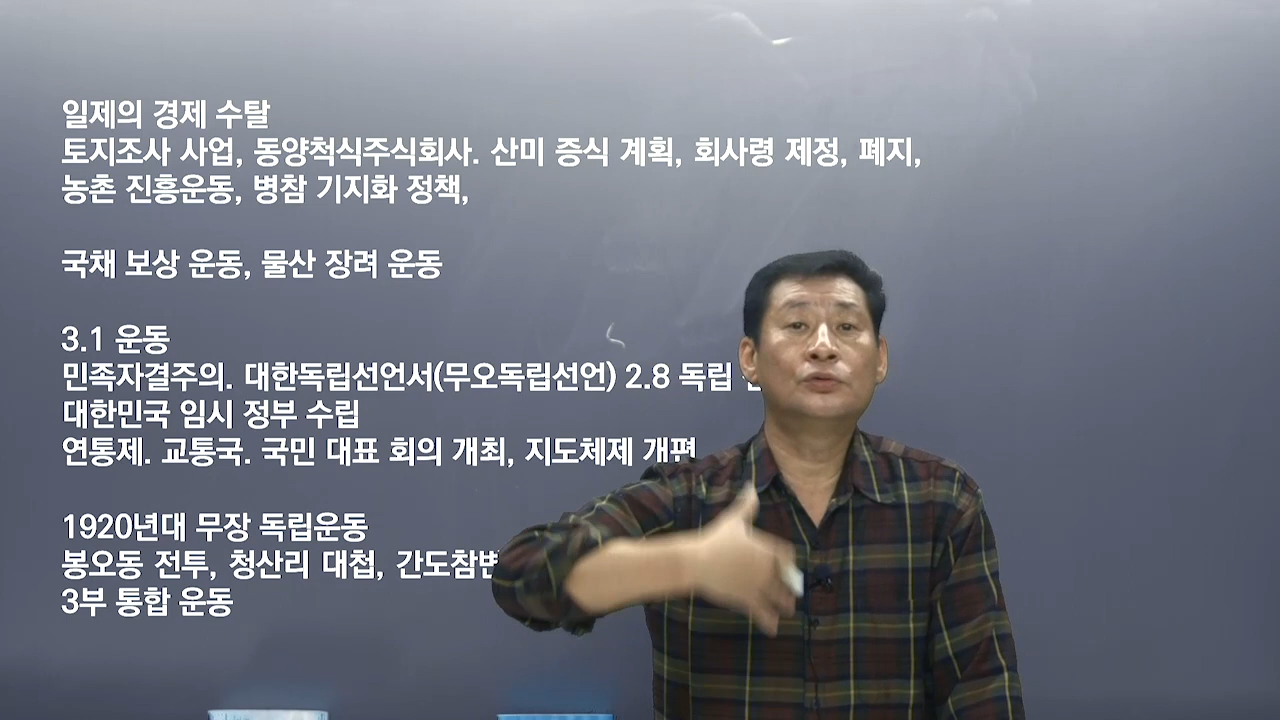 일제의 경제 수탈
토지조사 사업, 동양척식주식회사. 산미 증식 계획, 회사령 제정, 폐지,
농촌 진흥운동, 병참 기지화 정책,
국채 보상 운동, 물산 장려 운동
3.1 운동
민족자결주의. 대한독립선언서(무오독립선언) 2.8 독립
대한민국 임시 정부 수립
연통제. 교통국. 국민 대표 회의 개최, 지도체제 개편
1920년대 무장 독립운동
봉오동 전투, 청산리 대첩, 간도참변
3부 통합 운동